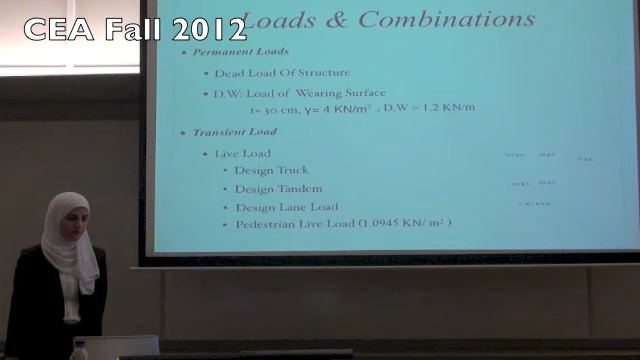 CEA Fall 2012
Loads & Combinations
• Permanent Loads
• Dead Load Of Structure
• D.W: Load of Wearing Surface
t= 30 cm, γ= 4 KN/m² , D.W = 1.2 KN/m
• Transient Load
• Live Load
• Design Truck
• Design Tandem
• Design Lane Load
• Pedestrian Live Load (1.0945 KN/ m² )